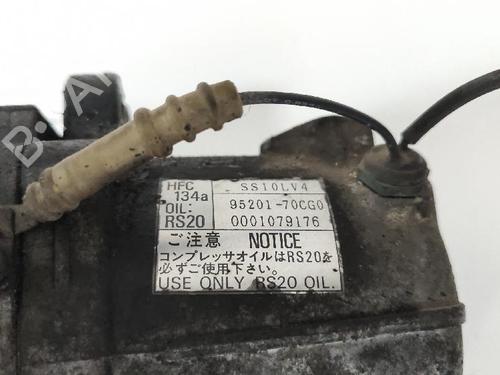 HFC 134a
SS10LV4
OIL: RS20
95201-70CG0
0001079176
ご注意 NOTICE
コンプレッサオイルはRS20を
必ずご使用下さい。
USE ONLY RS20 OIL.